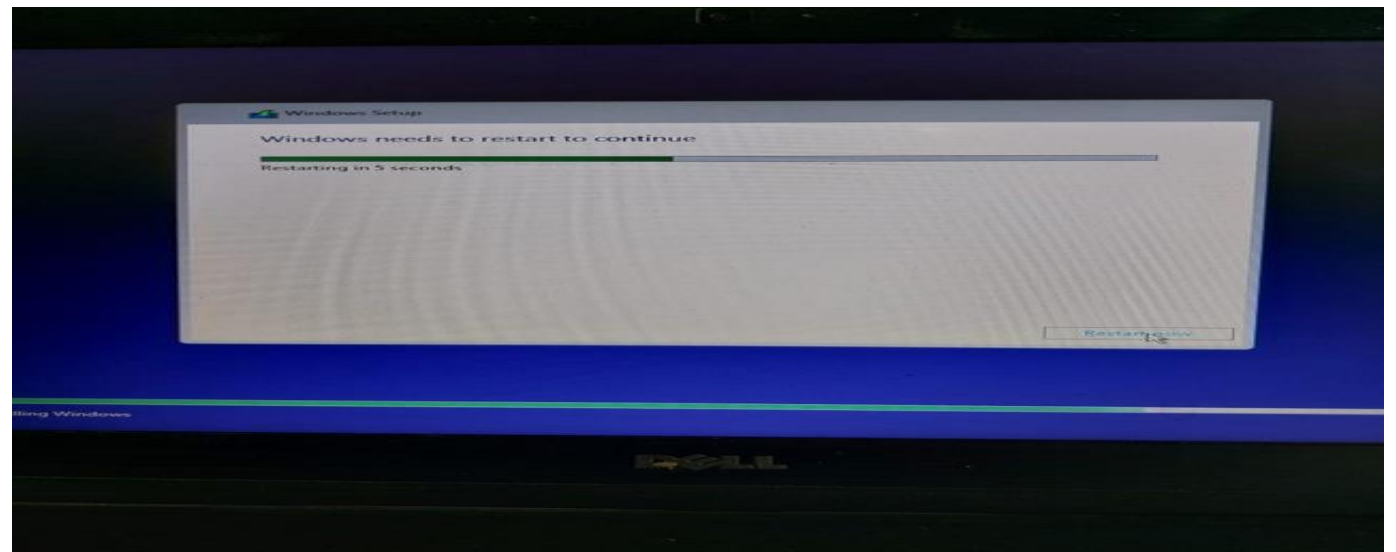 Windows Setup
Windows needs to restart to continue
Restarting in 5 seconds
Restart now
lling Windows
DELL